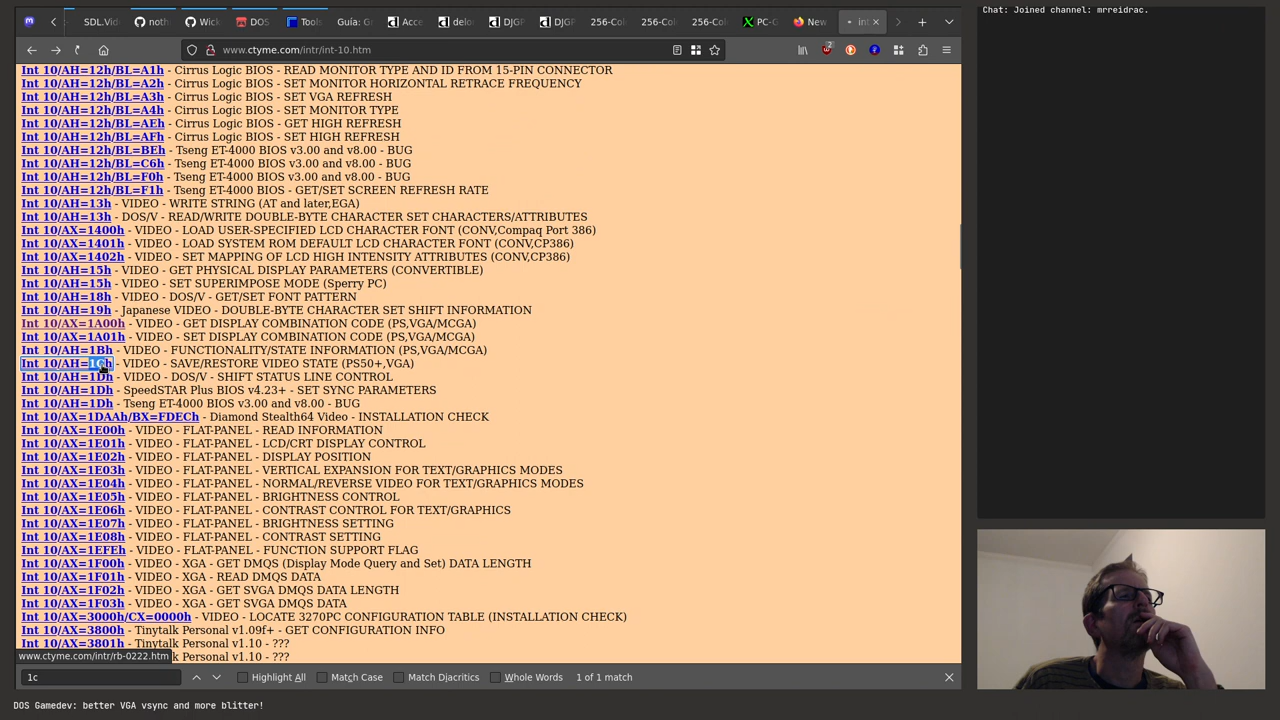 SDL.Vid
noth
Wick
DOS
Tools
Guía: G
Acce
delo
DJGP
DJGP
256-Col
256-Col
256-Col
PC-G
New
int
www.ctyme.com/intr/int-10.htm
2
Chat: Joined channel: mrreidrac.
Int 10/AH=12h/BL=A1h - Cirrus Logic BIOS - READ MONITOR TYPE AND ID FROM 15-PIN CONNECTOR
Int 10/AH=12h/BL=A2h - Cirrus Logic BIOS - SET MONITOR HORIZONTAL RETRACE FREQUENCY
Int 10/AH=12h/BL=A3h - Cirrus Logic BIOS - SET VGA REFRESH
Int 10/AH=12h/BL=A4h - Cirrus Logic BIOS - SET MONITOR TYPE
Int 10/AH=12h/BL=AEh - Cirrus Logic BIOS - GET HIGH REFRESH
Int 10/AH=12h/BL=AFh - Cirrus Logic BIOS - SET HIGH REFRESH
Int 10/AH=12h/BL=BEh - Tseng ET-4000 BIOS v3.00 and v8.00 - BUG
Int 10/AH=12h/BL=C6h - Tseng ET-4000 BIOS v3.00 and v8.00 - BUG
Int 10/AH=12h/BL=F0h - Tseng ET-4000 BIOS v3.00 and v8.00 - BUG
Int 10/AH=12h/BL=F1h - Tseng ET-4000 BIOS - GET/SET SCREEN REFRESH RATE
Int 10/AH=13h - VIDEO - WRITE STRING (AT and later,EGA)
Int 10/AH=13h - DOS/V - READ/WRITE DOUBLE-BYTE CHARACTER SET CHARACTERS/ATTRIBUTES
Int 10/AX=1400h - VIDEO - LOAD USER-SPECIFIED LCD CHARACTER FONT (CONV,Compaq Port 386)
Int 10/AX=1401h - VIDEO - LOAD SYSTEM ROM DEFAULT LCD CHARACTER FONT (CONV,CP386)
Int 10/AX=1402h - VIDEO - SET MAPPING OF LCD HIGH INTENSITY ATTRIBUTES (CONV,CP386)
Int 10/AH=15h - VIDEO - GET PHYSICAL DISPLAY PARAMETERS (CONVERTIBLE)
Int 10/AH=15h - VIDEO - SET SUPERIMPOSE MODE (Sperry PC)
Int 10/AH=18h - VIDEO - DOS/V - GET/SET FONT PATTERN
Int 10/AH=19h - Japanese VIDEO - DOUBLE-BYTE CHARACTER SET SHIFT INFORMATION
Int 10/AX=1A00h - VIDEO - GET DISPLAY COMBINATION CODE (PS,VGA/MCGA)
Int 10/AX=1A01h - VIDEO - SET DISPLAY COMBINATION CODE (PS,VGA/MCGA)
Int 10/AH=1Bh - VIDEO - FUNCTIONALITY/STATE INFORMATION (PS,VGA/MCGA)
Int 10/AH=1Ch - VIDEO - SAVE/RESTORE VIDEO STATE (PS50+,VGA)
Int 10/AH=1Dh - VIDEO - DOS/V - SHIFT STATUS LINE CONTROL
Int 10/AH=1Dh - SpeedSTAR Plus BIOS v4.23+ - SET SYNC PARAMETERS
Int 10/AH=1Dh - Tseng ET-4000 BIOS v3.00 and v8.00 - BUG
Int 10/AX=1DAAh/BX=FDECh - Diamond Stealth64 Video - INSTALLATION CHECK
Int 10/AX=1E00h - VIDEO - FLAT-PANEL - READ INFORMATION
Int 10/AX=1E01h - VIDEO - FLAT-PANEL - LCD/CRT DISPLAY CONTROL
Int 10/AX=1E02h - VIDEO - FLAT-PANEL - DISPLAY POSITION
Int 10/AX=1E03h - VIDEO - FLAT-PANEL - VERTICAL EXPANSION FOR TEXT/GRAPHICS MODES
Int 10/AX=1E04h - VIDEO - FLAT-PANEL - NORMAL/REVERSE VIDEO FOR TEXT/GRAPHICS MODES
Int 10/AX=1E05h - VIDEO - FLAT-PANEL - BRIGHTNESS CONTROL
Int 10/AX=1E06h - VIDEO - FLAT-PANEL - CONTRAST CONTROL FOR TEXT/GRAPHICS
Int 10/AX=1E07h - VIDEO - FLAT-PANEL - BRIGHTNESS SETTING
Int 10/AX=1E08h - VIDEO - FLAT-PANEL - CONTRAST SETTING
Int 10/AX=1EFEh - VIDEO - FLAT-PANEL - FUNCTION SUPPORT FLAG
Int 10/AX=1F00h - VIDEO - XGA - GET DMQS (Display Mode Query and Set) DATA LENGTH
Int 10/AX=1F01h - VIDEO - XGA - READ DMQS DATA
Int 10/AX=1F02h - VIDEO - XGA - GET SVGA DMQS DATA LENGTH
Int 10/AX=1F03h - VIDEO - XGA - GET SVGA DMQS DATA
Int 10/AX=3000h/CX=0000h - VIDEO - LOCATE 3270PC CONFIGURATION TABLE (INSTALLATION CHECK)
Int 10/AX=3800h - Tinytalk Personal v1.09f+ - GET CONFIGURATION INFO
Int 10/AX=3801h - Tinytalk Personal v1.10 - ???
www.ctyme.com/intr/rb-0222.htm k Personal v1.10 - ???
1c Highlight All Match Case Match Diacritics Whole Words 1 of 1 match
DOS Gamedev: better VGA vsync and more blitter!